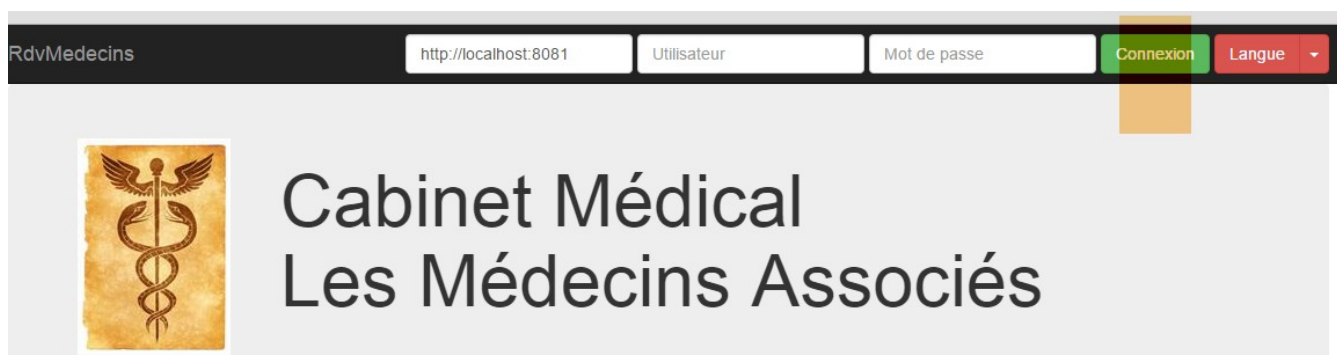 RdvMedecins http://localhost:8081 Utilisateur Mot de passe Connexion Langue
Cabinet Médical
Les Médecins Associés